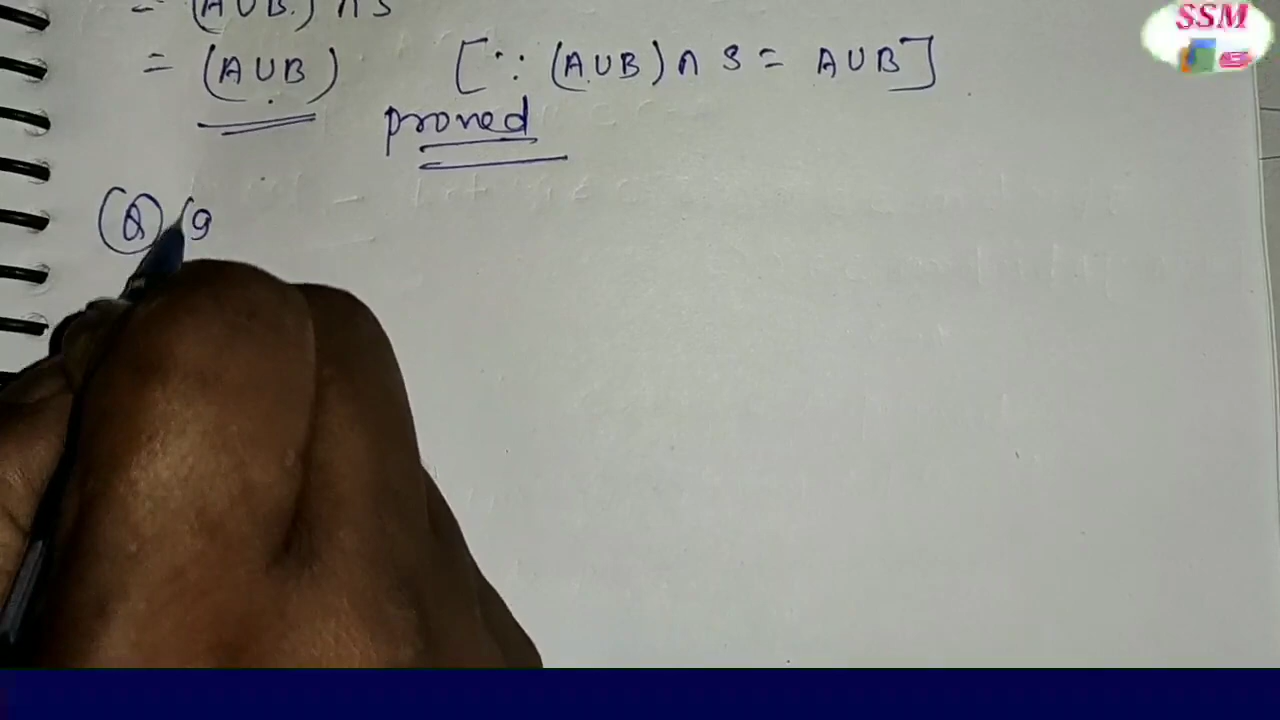 = (A ∪ B) ∩ S
= (A ∪ B) [∵ (A ∪ B) ∩ S = A ∪ B]
proved
(Q) (9
SSM